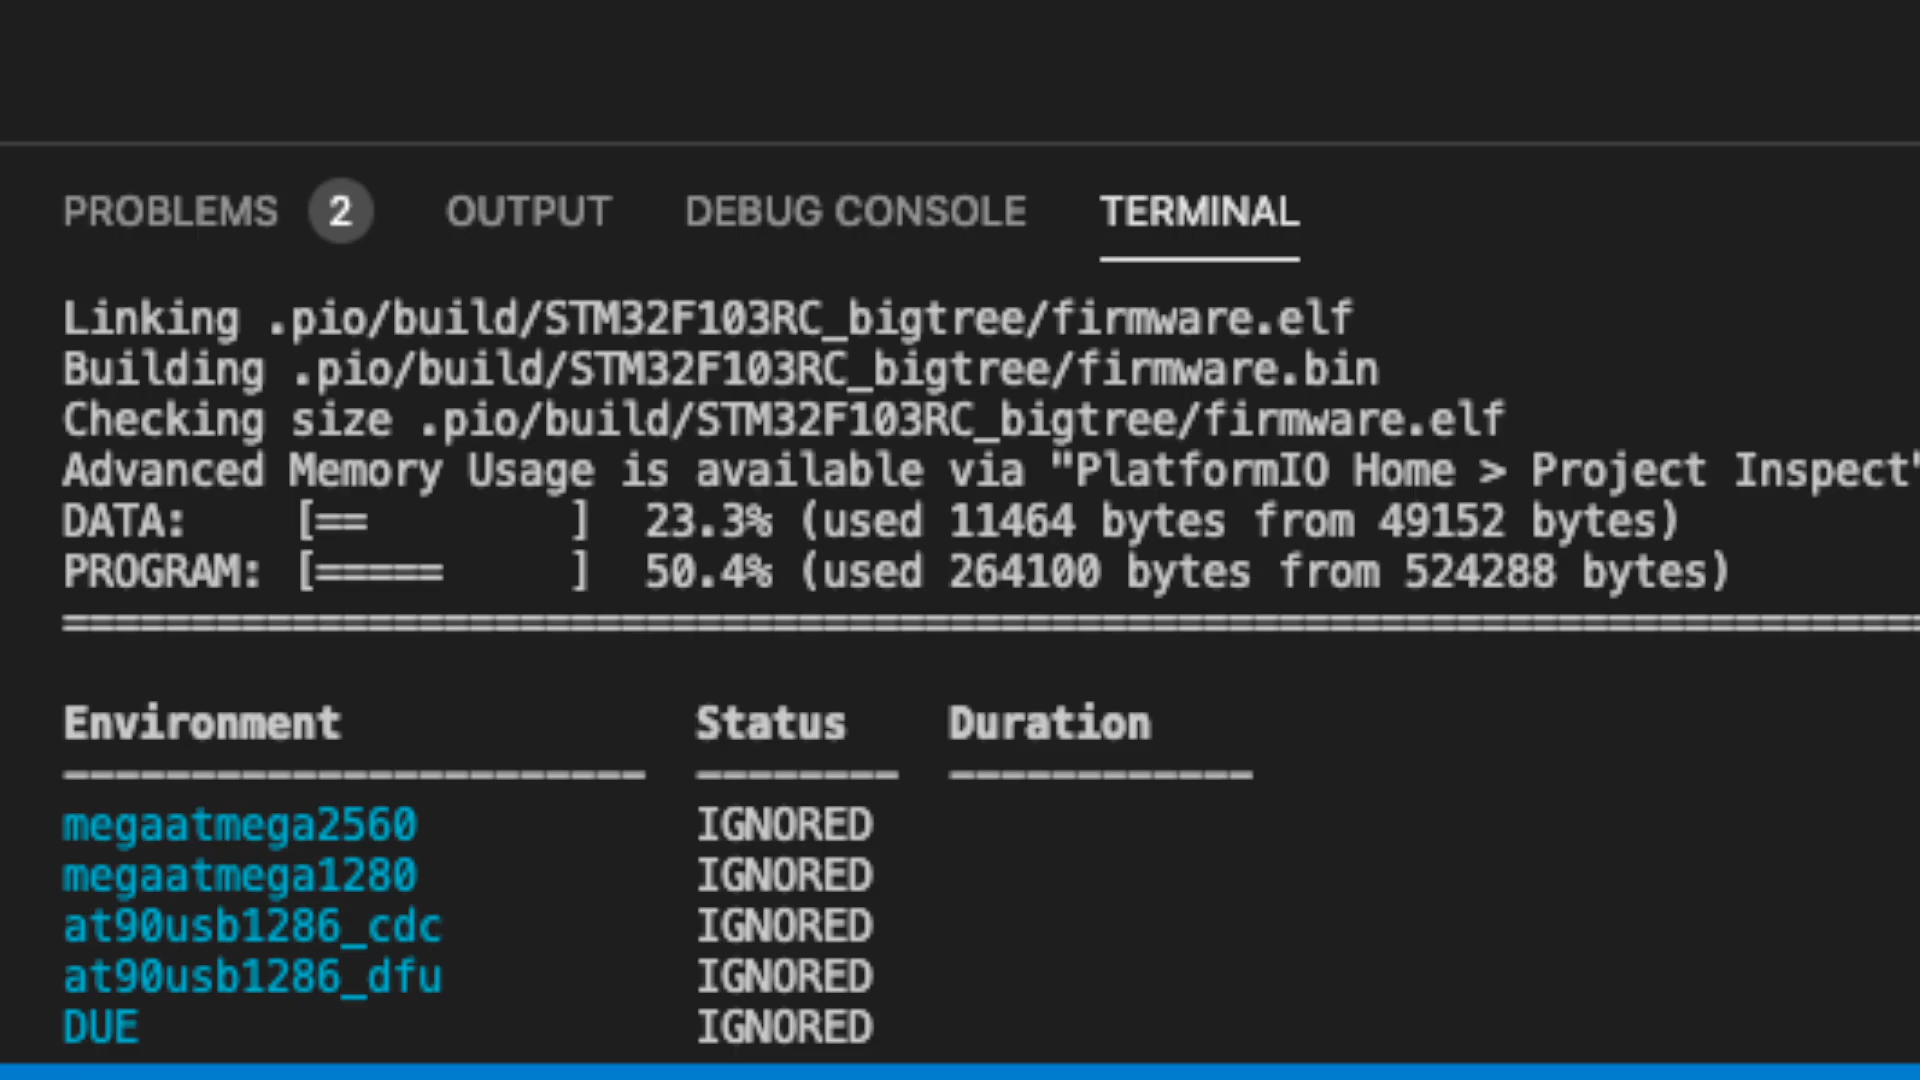 PROBLEMS 2 OUTPUT DEBUG CONSOLE TERMINAL
Linking .pio/build/STM32F103RC_bigtree/firmware.elf
Building .pio/build/STM32F103RC_bigtree/firmware.bin
Checking size .pio/build/STM32F103RC_bigtree/firmware.elf
Advanced Memory Usage is available via "PlatformIO Home > Project Inspect"
DATA:    [==        ]  23.3% (used 11464 bytes from 49152 bytes)
PROGRAM: [=====     ]  50.4% (used 264100 bytes from 524288 bytes)
==========================================================================
Environment              Status    Duration
-----------------------  --------  ------------
megaatmega2560           IGNORED
megaatmega1280           IGNORED
at90usb1286_cdc          IGNORED
at90usb1286_dfu          IGNORED
DUE                      IGNORED